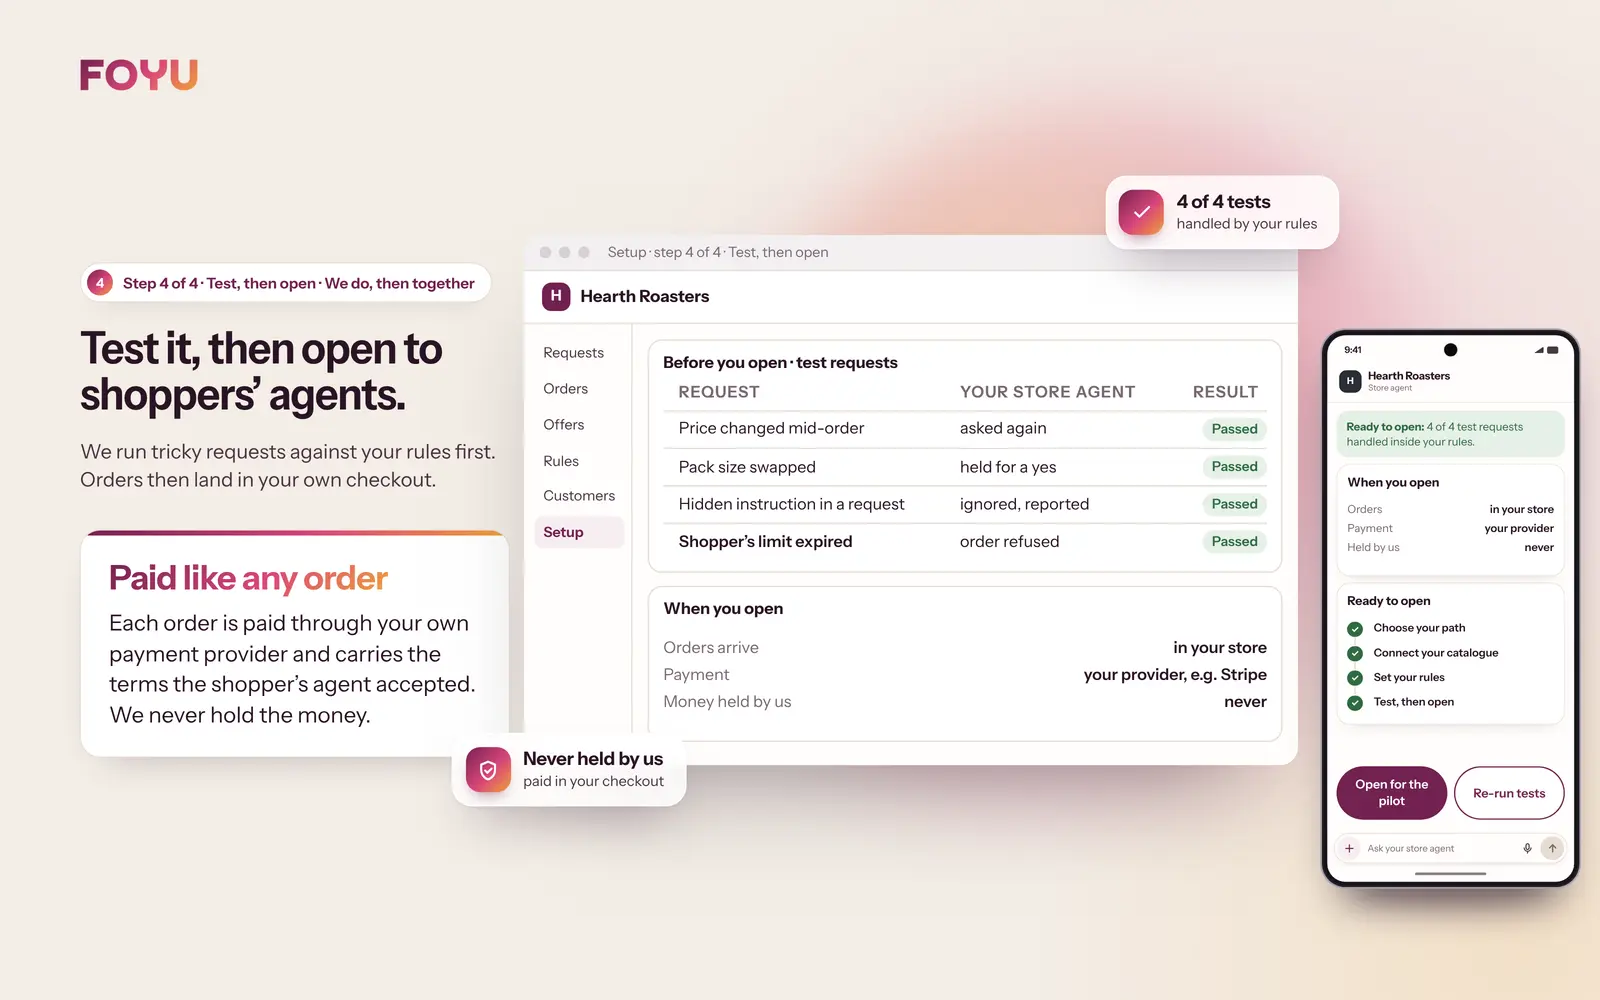 FOYU
4 Step 4 of 4 · Test, then open · We do, then together
Test it, then open to
shoppers’ agents.
We run tricky requests against your rules first.
Orders then land in your own checkout.
Paid like any order
Each order is paid through your own
payment provider and carries the
terms the shopper’s agent accepted.
We never hold the money.
Setup · step 4 of 4 · Test, then open
4 of 4 tests
handled by your rules
H Hearth Roasters
Requests
Orders
Offers
Rules
Customers
Setup
Before you open · test requests
REQUEST YOUR STORE AGENT RESULT
Price changed mid-order asked again Passed
Pack size swapped held for a yes Passed
Hidden instruction in a request ignored, reported Passed
Shopper’s limit expired order refused Passed
When you open
Orders arrive in your store
Payment your provider, e.g. Stripe
Money held by us never
Never held by us
paid in your checkout
9:41
H Hearth Roasters
Store agent
Ready to open: 4 of 4 test requests
handled inside your rules.
When you open
Orders in your store
Payment your provider
Held by us never
Ready to open
Choose your path
Connect your catalogue
Set your rules
Test, then open
Open for the
pilot
Re-run tests
Ask your store agent